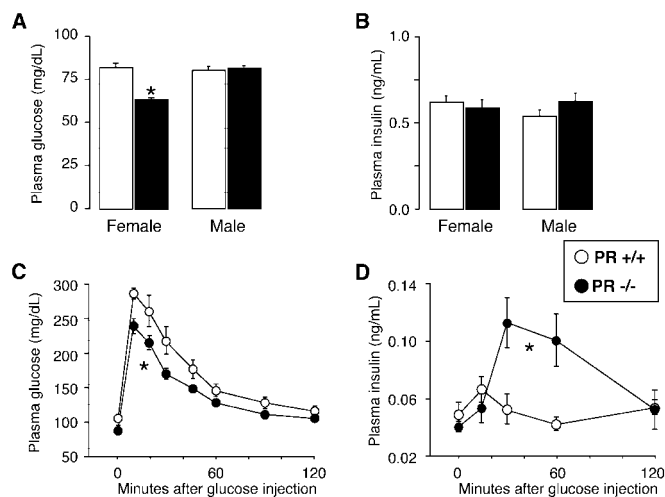 A
Plasma glucose (mg/dL)
100
75
50
25
0
*
Female
Male
B
Plasma insulin (ng/mL)
1.0
0.5
0.0
Female
Male
C
Plasma glucose (mg/dL)
300
250
200
150
100
50
*
0
60
120
Minutes after glucose injection
PR +/+
PR -/-
D
Plasma insulin (ng/mL)
0.14
0.10
0.06
0.02
*
0
60
120
Minutes after glucose injection